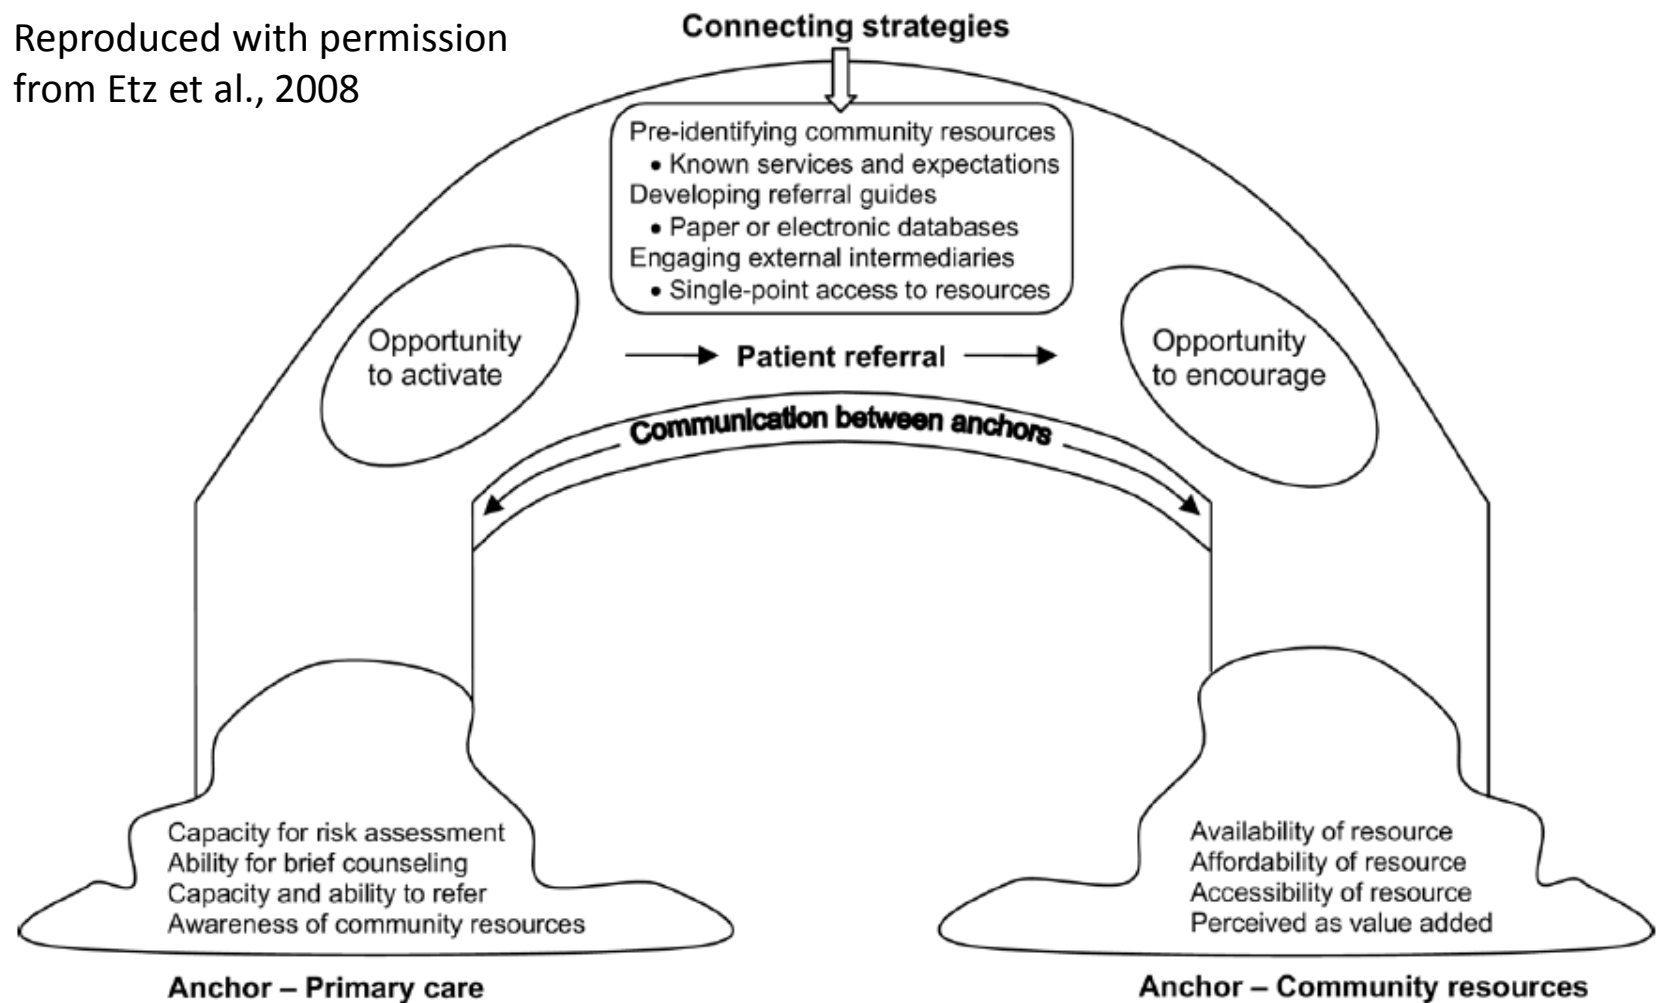 Reproduced with permission
from Etz et al., 2008
Connecting strategies
Pre-identifying community resources
• Known services and expectations
Developing referral guides
• Paper or electronic databases
Engaging external intermediaries
• Single-point access to resources
Opportunity
to activate
Patient referral
Opportunity
to encourage
Communication between anchors
Capacity for risk assessment
Ability for brief counseling
Capacity and ability to refer
Awareness of community resources
Anchor – Primary care
Availability of resource
Affordability of resource
Accessibility of resource
Perceived as value added
Anchor – Community resources